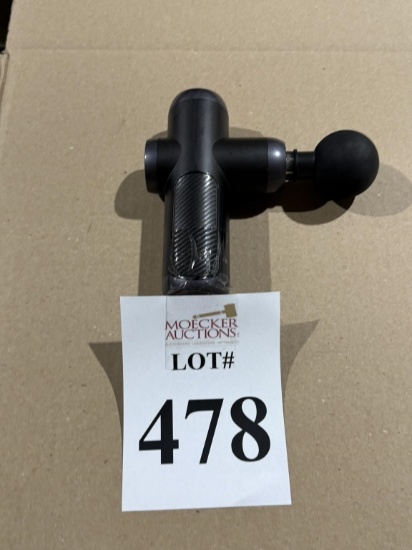 MOECKER
AUCTIONS
LOT#
478